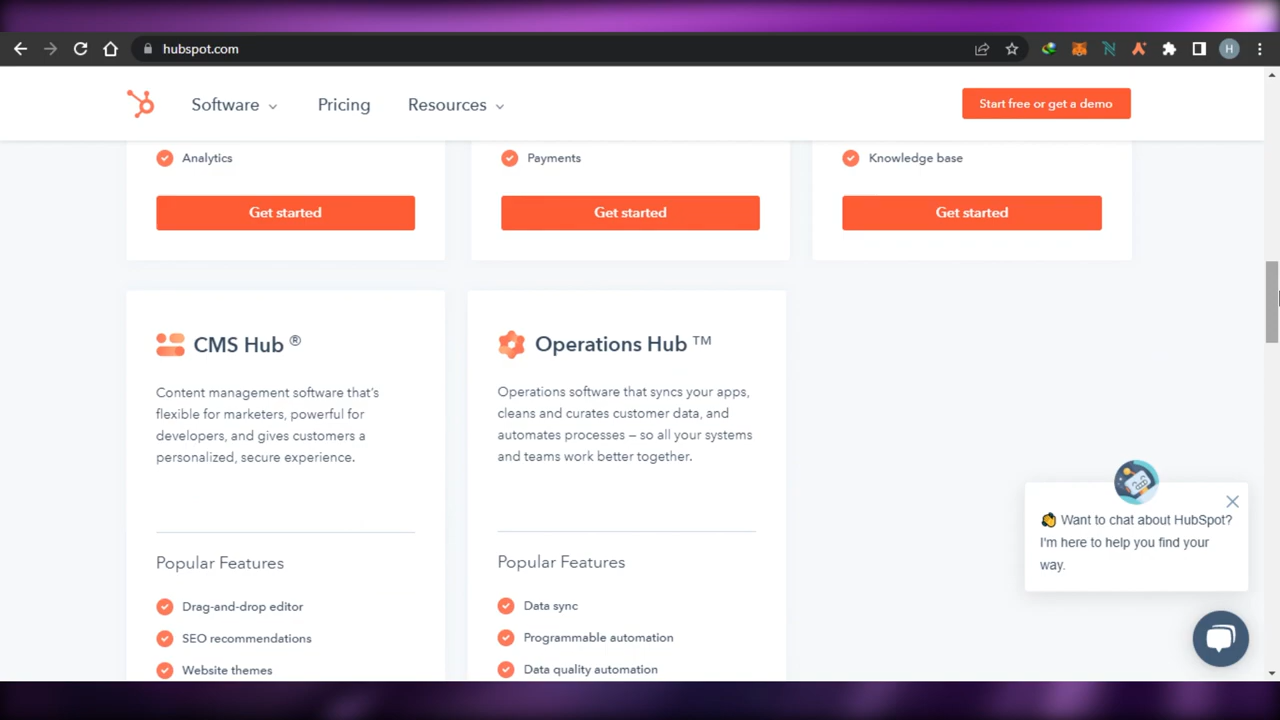 hubspot.com
H
Software
Pricing
Resources
Start free or get a demo
Analytics
Payments
Knowledge base
Get started
Get started
Get started
CMS Hub ®
Content management software that's
flexible for marketers, powerful for
developers, and gives customers a
personalized, secure experience.
Popular Features
Drag-and-drop editor
SEO recommendations
Website themes
Operations Hub ™
Operations software that syncs your apps,
cleans and curates customer data, and
automates processes – so all your systems
and teams work better together.
Popular Features
Data sync
Programmable automation
Data quality automation
Want to chat about HubSpot?
I'm here to help you find your
way.